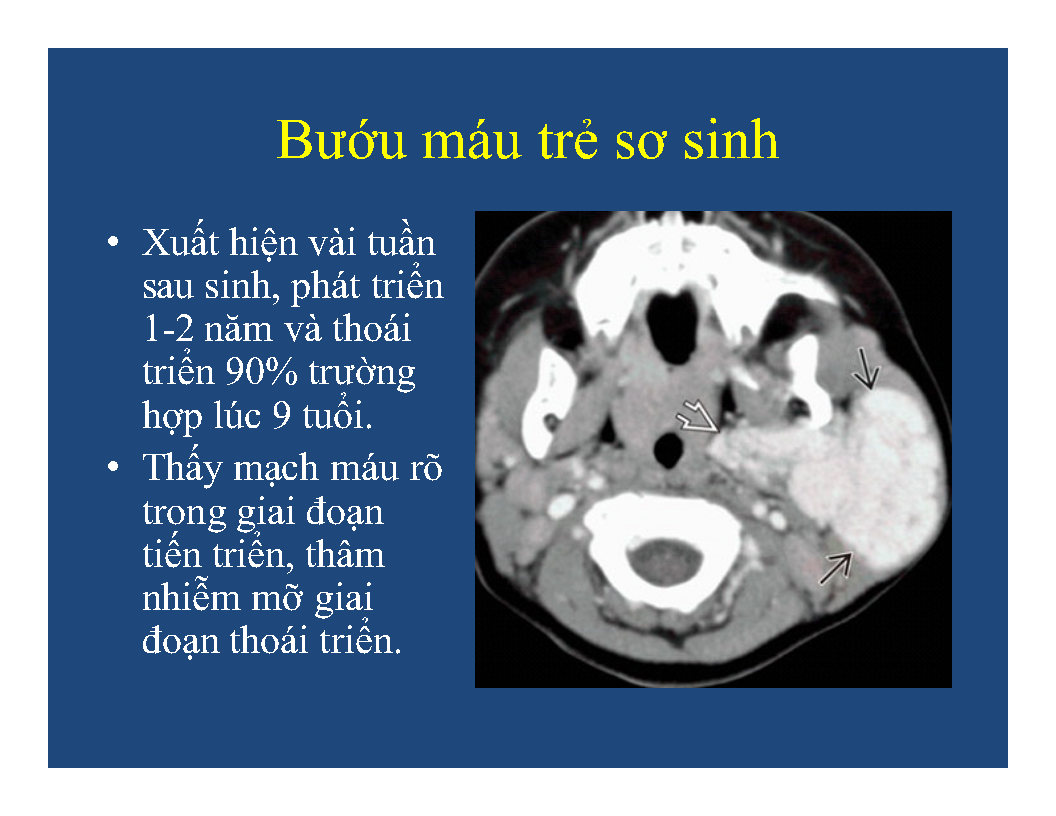 Bướu máu trẻ sơ sinh
• Xuất hiện vài tuần
sau sinh, phát triển
1-2 năm và thoái
triển 90% trường
hợp lúc 9 tuổi.
• Thấy mạch máu rõ
trong giai đoạn
tiến triển, thâm
nhiễm mỡ giai
đoạn thoái triển.